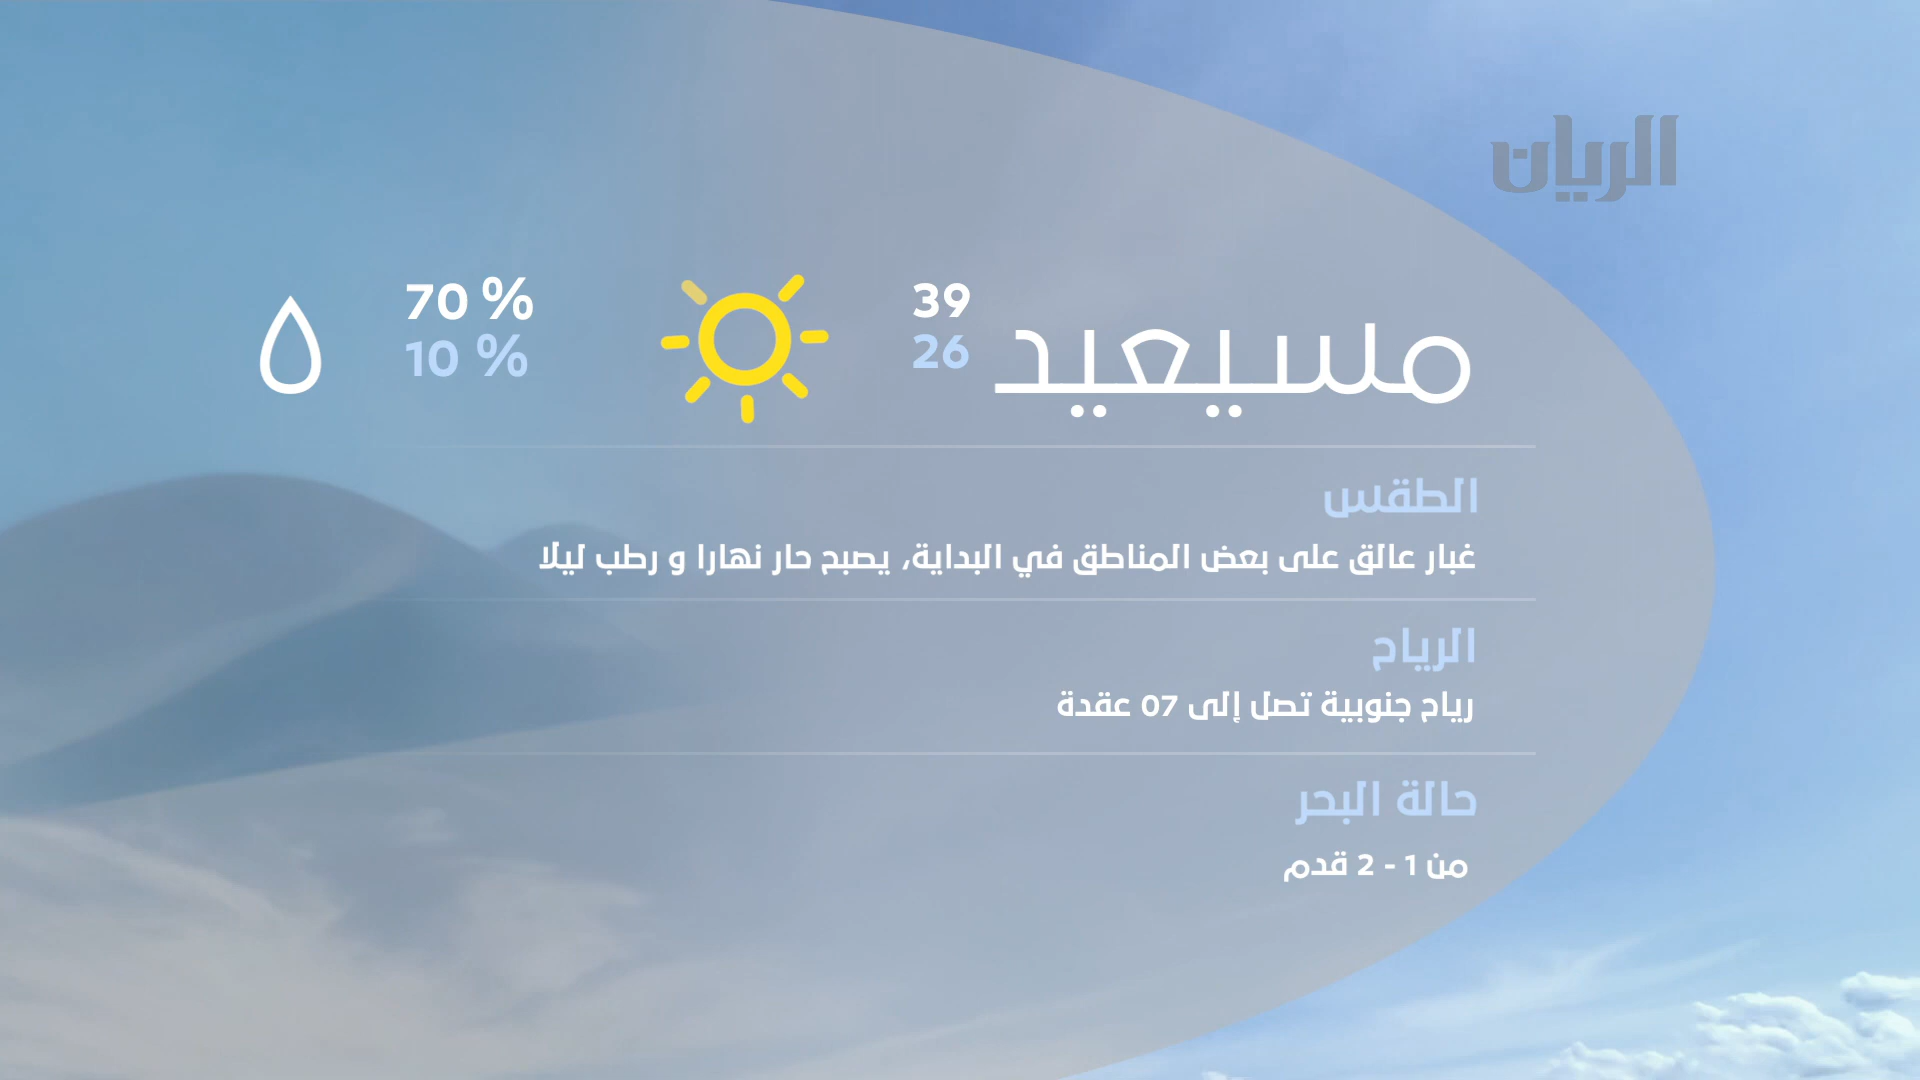 الريان
مسيعيد
39
26
70 %
10 %
الطقس
غبار عالق على بعض المناطق في البداية, يصبح حار نهارا و رطب ليلًا
الرياح
رياح جنوبية تصل إلى 07 عقدة
حالة البحر
من 1 - 2 قدم